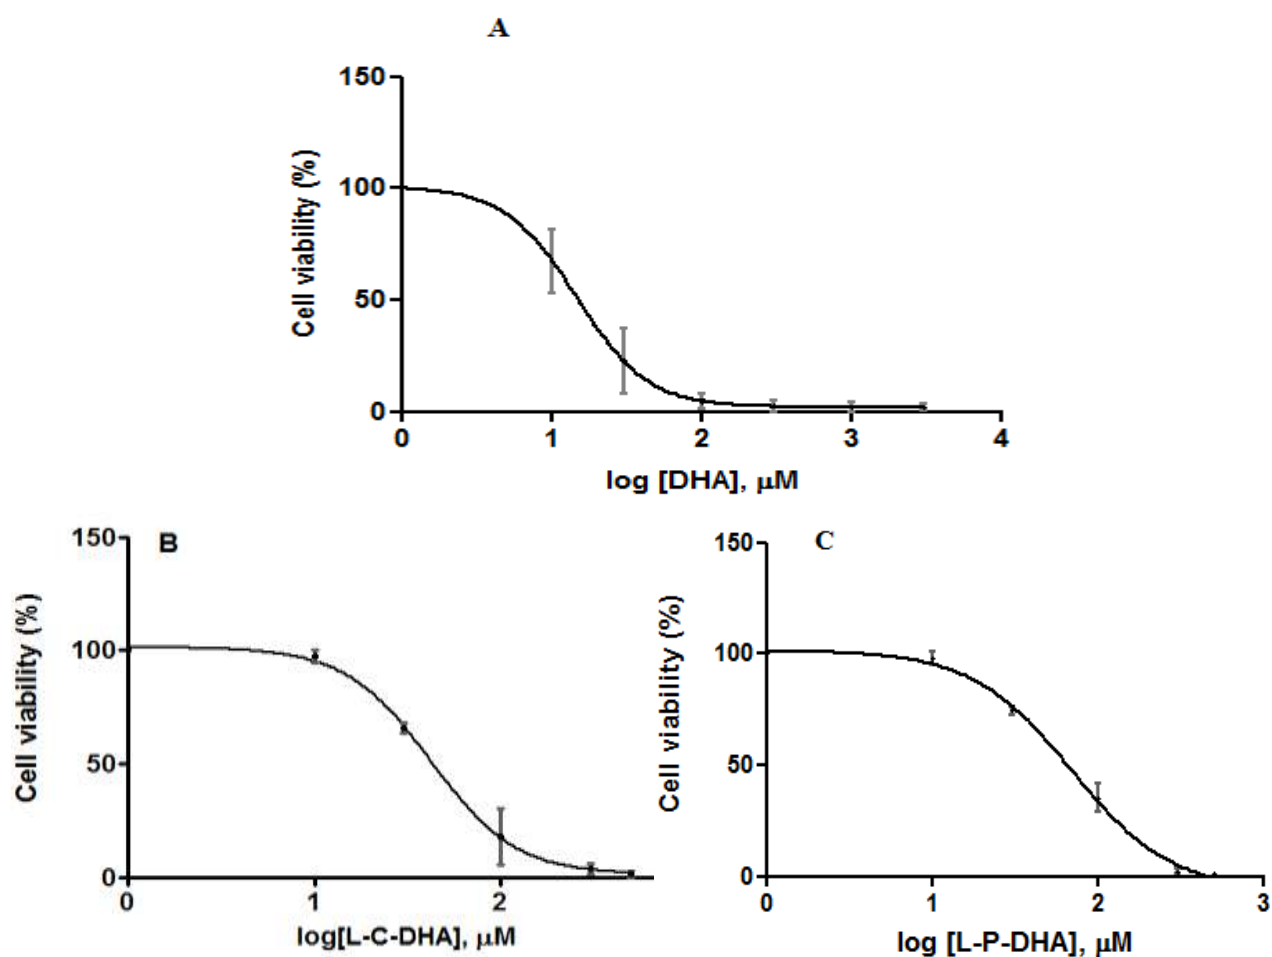 A
150
100
50
0
Cell viability (%)
0 1 2 3 4
log [DHA], μM
B
150
100
50
0
Cell viability (%)
0 1 2
log[L-C-DHA], μM
C
150
100
50
0
Cell viability (%)
0 1 2 3
log [L-P-DHA], μM